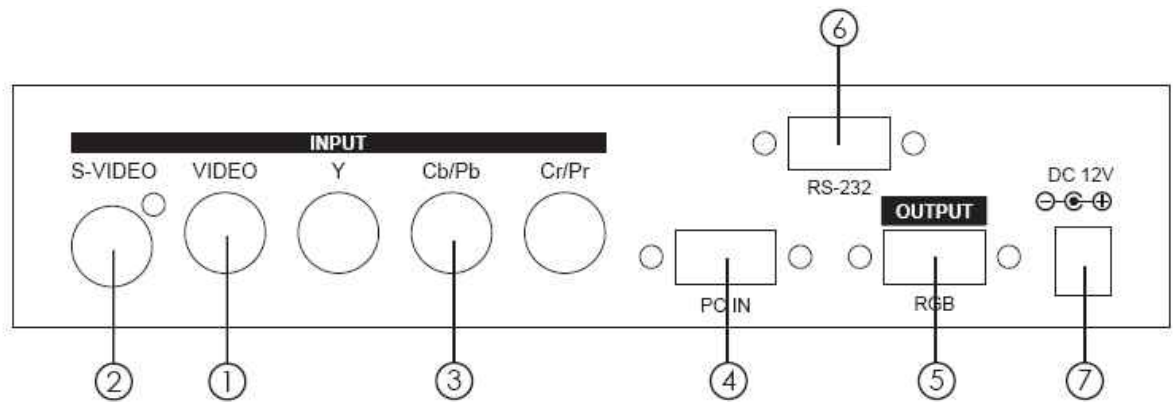 6
INPUT
S-VIDEO VIDEO Y Cb/Pb Cr/Pr
RS-232
DC 12V
OUTPUT
PC IN
RGB
2 1 3 4 5 7